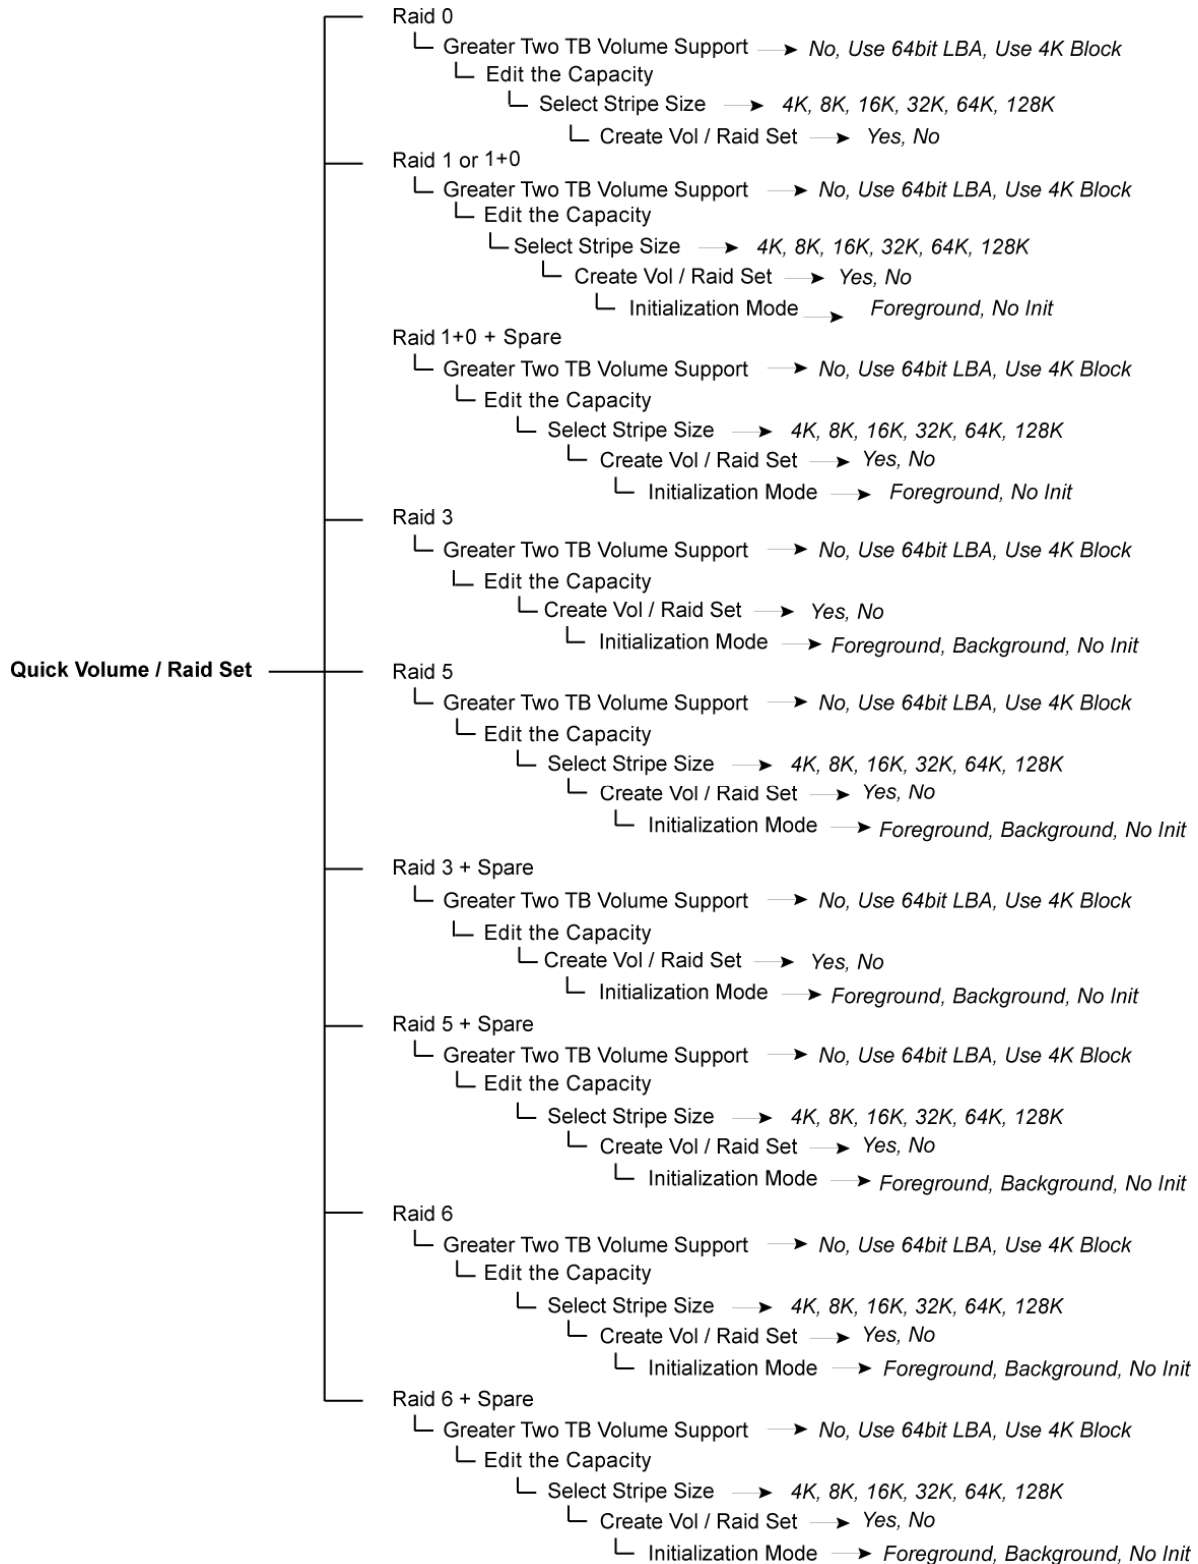 Raid 0
Greater Two TB Volume Support No, Use 64bit LBA, Use 4K Block
Edit the Capacity
Select Stripe Size 4K, 8K, 16K, 32K, 64K, 128K
Create Vol / Raid Set Yes, No
Raid 1 or 1+0
Greater Two TB Volume Support No, Use 64bit LBA, Use 4K Block
Edit the Capacity
Select Stripe Size 4K, 8K, 16K, 32K, 64K, 128K
Create Vol / Raid Set Yes, No
Initialization Mode Foreground, No Init
Raid 1+0 + Spare
Greater Two TB Volume Support No, Use 64bit LBA, Use 4K Block
Edit the Capacity
Select Stripe Size 4K, 8K, 16K, 32K, 64K, 128K
Create Vol / Raid Set Yes, No
Initialization Mode Foreground, No Init
Raid 3
Greater Two TB Volume Support No, Use 64bit LBA, Use 4K Block
Edit the Capacity
Create Vol / Raid Set Yes, No
Initialization Mode Foreground, Background, No Init
Quick Volume / Raid Set
Raid 5
Greater Two TB Volume Support No, Use 64bit LBA, Use 4K Block
Edit the Capacity
Select Stripe Size 4K, 8K, 16K, 32K, 64K, 128K
Create Vol / Raid Set Yes, No
Initialization Mode Foreground, Background, No Init
Raid 3 + Spare
Greater Two TB Volume Support No, Use 64bit LBA, Use 4K Block
Edit the Capacity
Create Vol / Raid Set Yes, No
Initialization Mode Foreground, Background, No Init
Raid 5 + Spare
Greater Two TB Volume Support No, Use 64bit LBA, Use 4K Block
Edit the Capacity
Select Stripe Size 4K, 8K, 16K, 32K, 64K, 128K
Create Vol / Raid Set Yes, No
Initialization Mode Foreground, Background, No Init
Raid 6
Greater Two TB Volume Support No, Use 64bit LBA, Use 4K Block
Edit the Capacity
Select Stripe Size 4K, 8K, 16K, 32K, 64K, 128K
Create Vol / Raid Set Yes, No
Initialization Mode Foreground, Background, No Init
Raid 6 + Spare
Greater Two TB Volume Support No, Use 64bit LBA, Use 4K Block
Edit the Capacity
Select Stripe Size 4K, 8K, 16K, 32K, 64K, 128K
Create Vol / Raid Set Yes, No
Initialization Mode Foreground, Background, No Init